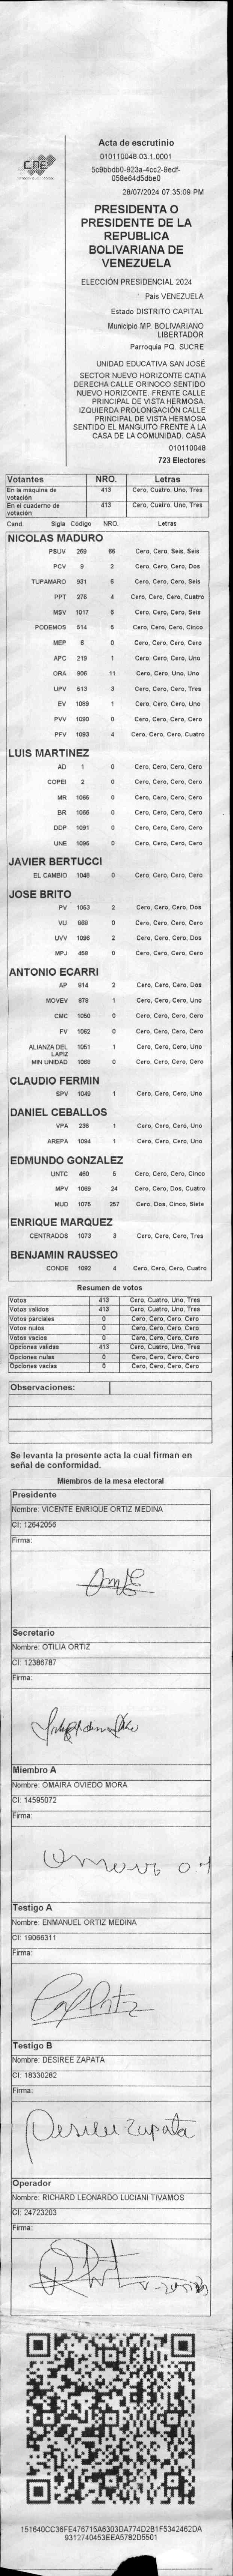 CNE
Acta de escrutinio
010110048.03.1.0001
5c9bbdb0-923a-4cc2-9edf-
058e64d5dbe0
28/07/2024 07:35:09 PM
PRESIDENTA O
PRESIDENTE DE LA
REPUBLICA
BOLIVARIANA DE
VENEZUELA
ELECCIÓN PRESIDENCIAL 2024
País VENEZUELA
Estado DISTRITO CAPITAL
Municipio MP. BOLIVARIANO
LIBERTADOR
Parroquia PQ. SUCRE
UNIDAD EDUCATIVA SAN JOSÉ
SECTOR NUEVO HORIZONTE CATIA
DERECHA CALLE ORINOCO SENTIDO
NUEVO HORIZONTE. FRENTE CALLE
PRINCIPAL DE VISTA HERMOSA.
IZQUIERDA PROLONGACIÓN CALLE
PRINCIPAL DE VISTA HERMOSA
SENTIDO EL MANGUITO FRENTE A LA
CASA DE LA COMUNIDAD. CASA
010110048
723 Electores
Votantes NRO. Letras
En la máquina de votación 413 Cero, Cuatro, Uno, Tres
En el cuaderno de votación 413 Cero, Cuatro, Uno, Tres
Cand. Sigla Codigo NRO. Letras
NICOLAS MADURO
PSUV 269 66 Cero, Cero, Seis, Seis
PCV 9 2 Cero, Cero, Cero, Dos
TUPAMARO 931 6 Cero, Cero, Cero, Seis
PPT 276 4 Cero, Cero, Cero, Cuatro
MSV 1017 6 Cero, Cero, Cero, Seis
PODEMOS 514 5 Cero, Cero, Cero, Cinco
MEP 6 0 Cero, Cero, Cero, Cero
APC 219 1 Cero, Cero, Cero, Uno
ORA 906 11 Cero, Cero, Uno, Uno
UPV 513 3 Cero, Cero, Cero, Tres
EV 1089 1 Cero, Cero, Cero, Uno
PVV 1090 0 Cero, Cero, Cero, Cero
PFV 1093 4 Cero, Cero, Cero, Cuatro
LUIS MARTINEZ
AD 1 0 Cero, Cero, Cero, Cero
COPEI 2 0 Cero, Cero, Cero, Cero
MR 1065 0 Cero, Cero, Cero, Cero
BR 1066 0 Cero, Cero, Cero, Cero
DDP 1091 0 Cero, Cero, Cero, Cero
UNE 1095 0 Cero, Cero, Cero, Cero
JAVIER BERTUCCI
EL CAMBIO 1048 0 Cero, Cero, Cero, Cero
JOSE BRITO
PV 1053 2 Cero, Cero, Cero, Dos
VU 868 0 Cero, Cero, Cero, Cero
UVV 1096 2 Cero, Cero, Cero, Dos
MPJ 458 0 Cero, Cero, Cero, Cero
ANTONIO ECARRI
AP 914 2 Cero, Cero, Cero, Dos
MOVEV 979 1 Cero, Cero, Cero, Uno
CMC 1050 0 Cero, Cero, Cero, Cero
FV 1062 0 Cero, Cero, Cero, Cero
ALIANZA DEL LAPIZ 1051 1 Cero, Cero, Cero, Uno
MIN UNIDAD 1068 0 Cero, Cero, Cero, Cero
CLAUDIO FERMIN
SPV 1049 1 Cero, Cero, Cero, Uno
DANIEL CEBALLOS
VPA 236 1 Cero, Cero, Cero, Uno
AREPA 1094 1 Cero, Cero, Cero, Uno
EDMUNDO GONZALEZ
UNTC 460 5 Cero, Cero, Cero, Cinco
MPV 1069 24 Cero, Cero, Dos, Cuatro
MUD 1075 257 Cero, Dos, Cinco, Siete
ENRIQUE MARQUEZ
CENTRADOS 1073 3 Cero, Cero, Cero, Tres
BENJAMIN RAUSSEO
CONDE 1092 4 Cero, Cero, Cero, Cuatro
Resumen de votos
Votos 413 Cero, Cuatro, Uno, Tres
Votos validos 413 Cero, Cuatro, Uno, Tres
Votos parciales 0 Cero, Cero, Cero, Cero
Votos nulos 0 Cero, Cero, Cero, Cero
Votos vacios 0 Cero, Cero, Cero, Cero
Opciones validas 413 Cero, Cuatro, Uno, Tres
Opciones nulas 0 Cero, Cero, Cero, Cero
Opciones vacias 0 Cero, Cero, Cero, Cero
Observaciones:
Se levanta la presente acta la cual firman en
señal de conformidad.
Miembros de la mesa electoral
Presidente
Nombre: VICENTE ENRIQUE ORTIZ MEDINA
CI: 12642056
Firma:
Secretario
Nombre: OTILIA ORTIZ
CI: 12386787
Firma:
Miembro A
Nombre: OMAIRA OVIEDO MORA
CI: 14595072
Firma:
Testigo A
Nombre: ENMANUEL ORTIZ MEDINA
CI: 19066311
Firma:
Testigo B
Nombre: DESIREE ZAPATA
CI: 18330282
Firma:
Desiree Zapata
Operador
Nombre: RICHARD LEONARDO LUCIANI TIVAMOS
CI: 24723203
Firma:
151640CC36FE476715A6303DA774D2B1F5342462DA
9312740453EEA5782D5501